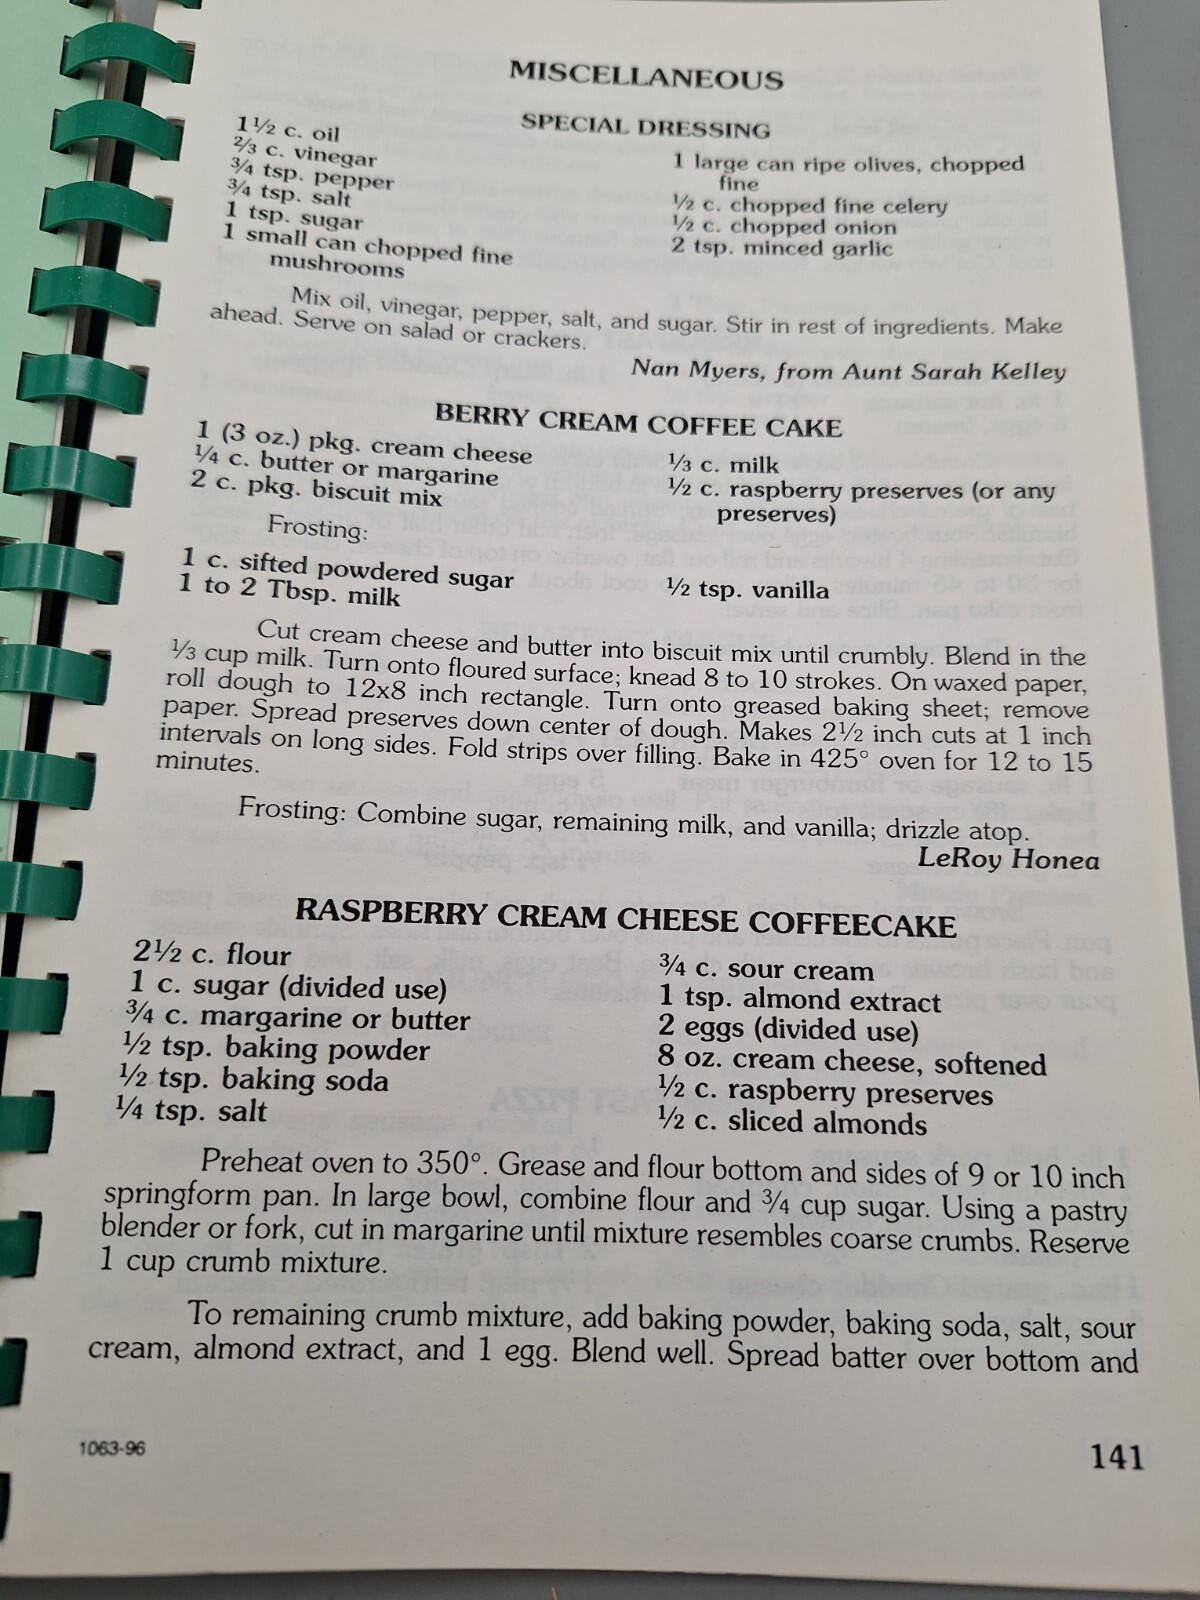 MISCELLANEOUS
SPECIAL DRESSING
1½ c. oil
⅔ c. vinegar
¾ tsp. pepper
¾ tsp. salt
1 tsp. sugar
1 small can chopped fine
mushrooms
1 large can ripe olives, chopped
fine
½ c. chopped fine celery
½ c. chopped onion
2 tsp. minced garlic
Mix oil, vinegar, pepper, salt, and sugar. Stir in rest of ingredients. Make
ahead. Serve on salad or crackers.
Nan Myers, from Aunt Sarah Kelley
BERRY CREAM COFFEE CAKE
1 (3 oz.) pkg. cream cheese
¼ c. butter or margarine
2 c. pkg. biscuit mix
⅓ c. milk
½ c. raspberry preserves (or any
preserves)
Frosting:
1 c. sifted powdered sugar
1 to 2 Tbsp. milk
½ tsp. vanilla
Cut cream cheese and butter into biscuit mix until crumbly. Blend in the
⅓ cup milk. Turn onto floured surface; knead 8 to 10 strokes. On waxed paper,
roll dough to 12x8 inch rectangle. Turn onto greased baking sheet; remove
paper. Spread preserves down center of dough. Makes 2½ inch cuts at 1 inch
intervals on long sides. Fold strips over filling. Bake in 425° oven for 12 to 15
minutes.
Frosting: Combine sugar, remaining milk, and vanilla; drizzle atop.
LeRoy Honea
RASPBERRY CREAM CHEESE COFFEECAKE
2½ c. flour
1 c. sugar (divided use)
¾ c. margarine or butter
½ tsp. baking powder
½ tsp. baking soda
¼ tsp. salt
¾ c. sour cream
1 tsp. almond extract
2 eggs (divided use)
8 oz. cream cheese, softened
½ c. raspberry preserves
½ c. sliced almonds
Preheat oven to 350°. Grease and flour bottom and sides of 9 or 10 inch
springform pan. In large bowl, combine flour and ¾ cup sugar. Using a pastry
blender or fork, cut in margarine until mixture resembles coarse crumbs. Reserve
1 cup crumb mixture.
To remaining crumb mixture, add baking powder, baking soda, salt, sour
cream, almond extract, and 1 egg. Blend well. Spread batter over bottom and
1063-96
141